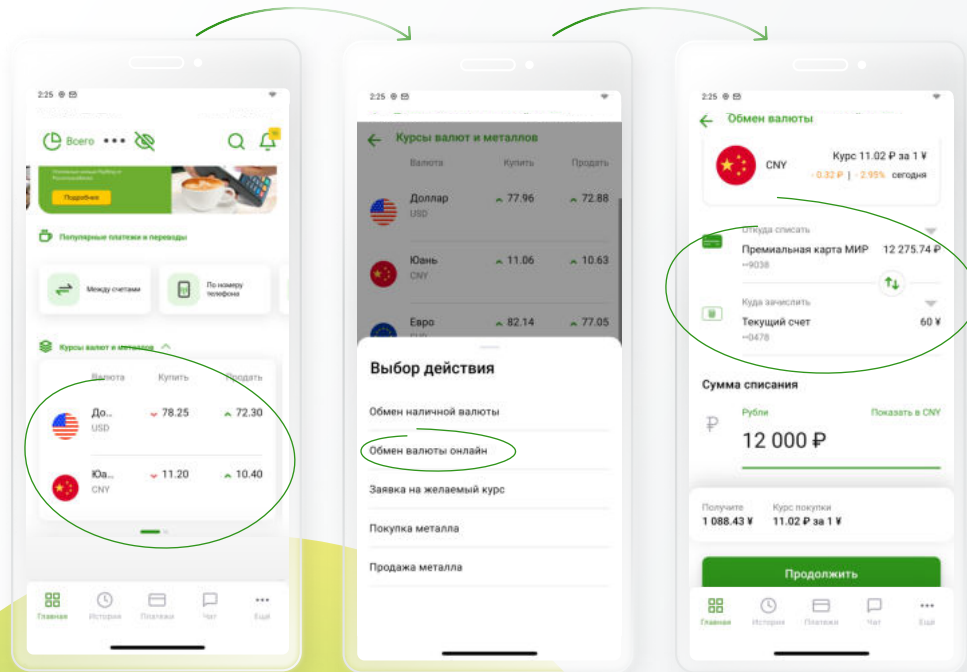 2:25
Всего
Подробнее
Популярные платежи и переводы
Между счетами
По номеру
телефона
Курсы валют и металлов
Валюта Купить Продать
До... 78.25 72.30
USD
Юа... 11.20 10.40
CNY
Главная История Платежи Чат Ещё
2:25
Курсы валют и металлов
Валюта Купить Продать
Доллар 77.96 72.88
USD
Юань 11.06 10.63
CNY
Евро 82.14 77.05
Выбор действия
Обмен наличной валюты
Обмен валюты онлайн
Заявка на желаемый курс
Покупка металла
Продажа металла
2:25
Обмен валюты
CNY Курс 11.02 ₽ за 1 ¥
- 0.32 ₽ | - 2.95% сегодня
Откуда списать
Премиальная карта МИР 12 275.74 ₽
··9038
Куда зачислить
Текущий счет 60 ¥
··0478
Сумма списания
Рубли Показать в CNY
₽ 12 000 ₽
Получите Курс покупки
1 088.43 ¥ 11.02 ₽ за 1 ¥
Продолжить
Главная История Платежи Чат Ещё